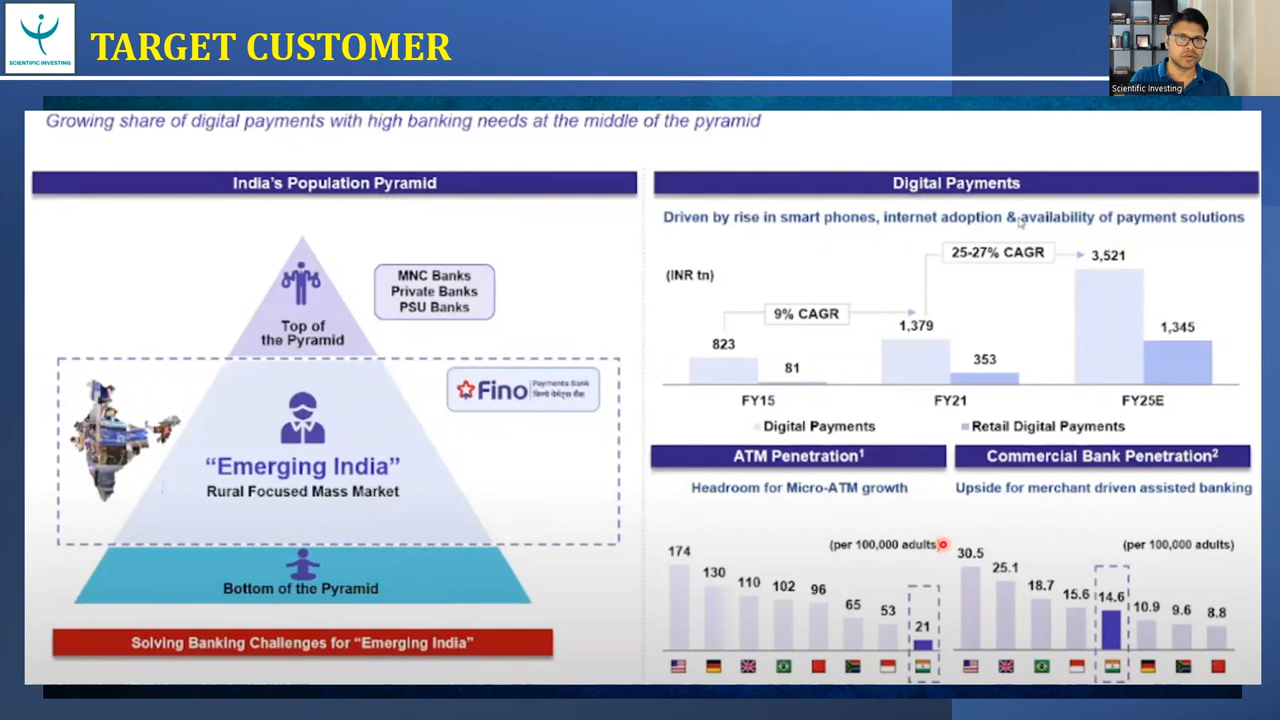 SCIENTIFIC INVESTING
TARGET CUSTOMER
Scientific Investing
Growing share of digital payments with high banking needs at the middle of the pyramid
India's Population Pyramid
MNC Banks
Private Banks
PSU Banks
Top of
the Pyramid
Fino Payments Bank
फिनो पेमेंट्स बैंक
“Emerging India”
Rural Focused Mass Market
Bottom of the Pyramid
Solving Banking Challenges for “Emerging India”
Digital Payments
Driven by rise in smart phones, internet adoption & availability of payment solutions
(INR tn)
25-27% CAGR
3,521
9% CAGR
1,379
1,345
823
353
81
FY15
FY21
FY25E
Digital Payments
Retail Digital Payments
ATM Penetration¹
Headroom for Micro-ATM growth
(per 100,000 adults)
174
130
110
102
96
65
53
21
Commercial Bank Penetration²
Upside for merchant driven assisted banking
(per 100,000 adults)
30.5
25.1
18.7
15.6
14.6
10.9
9.6
8.8